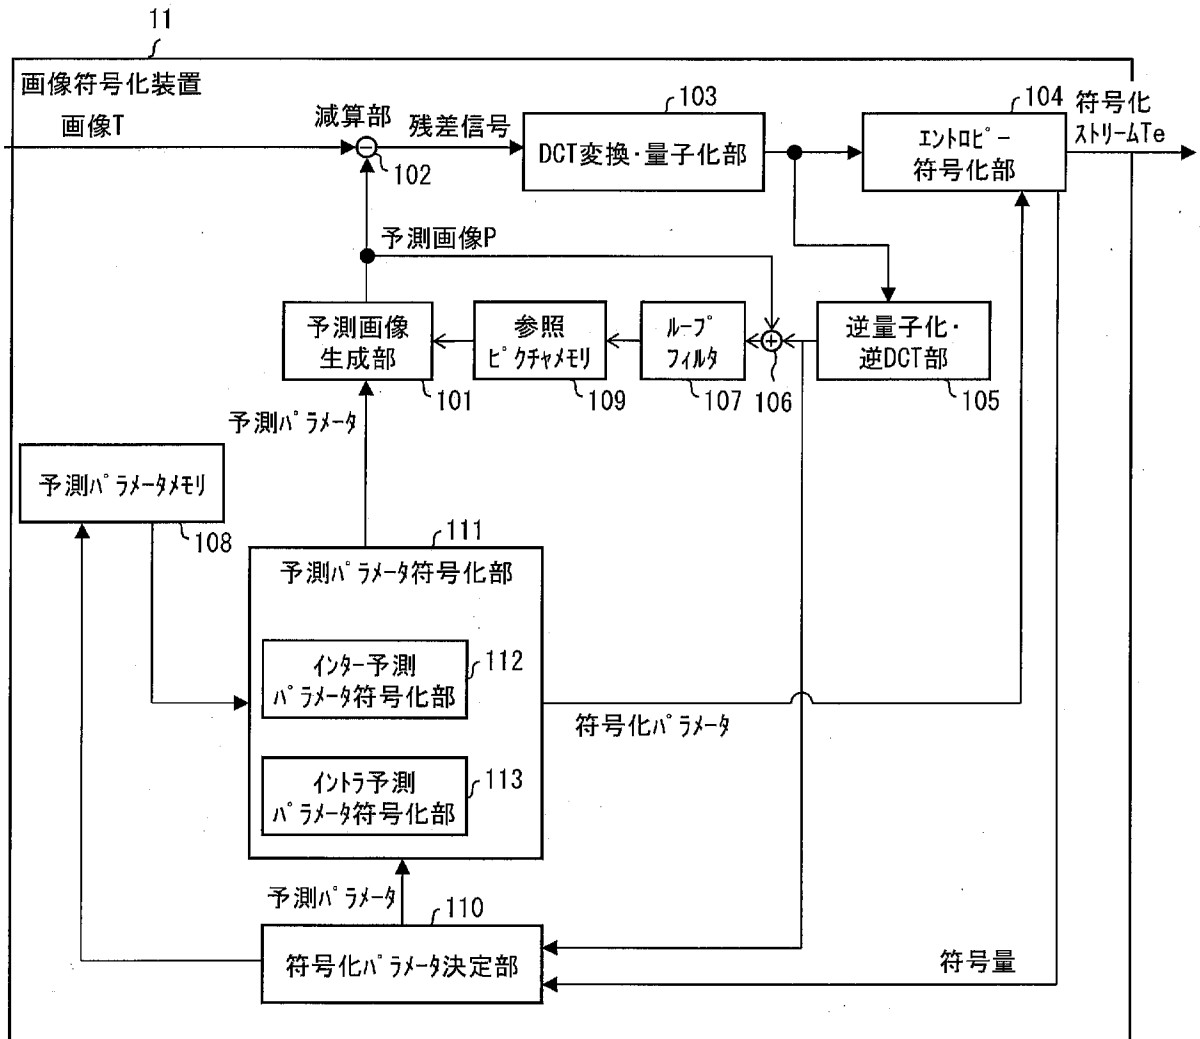 11
画像符号化装置
画像T
減算部
102
残差信号
103
DCT変換・量子化部
104
エントロピー
符号化部
符号化
ストリームTe
予測画像P
予測画像
生成部
101
参照
ピクチャメモリ
109
ループ
フィルタ
107
106
逆量子化・
逆DCT部
105
予測パラメータ
予測パラメータメモリ
108
111
予測パラメータ符号化部
インター予測
パラメータ符号化部
112
イントラ予測
パラメータ符号化部
113
符号化パラメータ
予測パラメータ
110
符号化パラメータ決定部
符号量